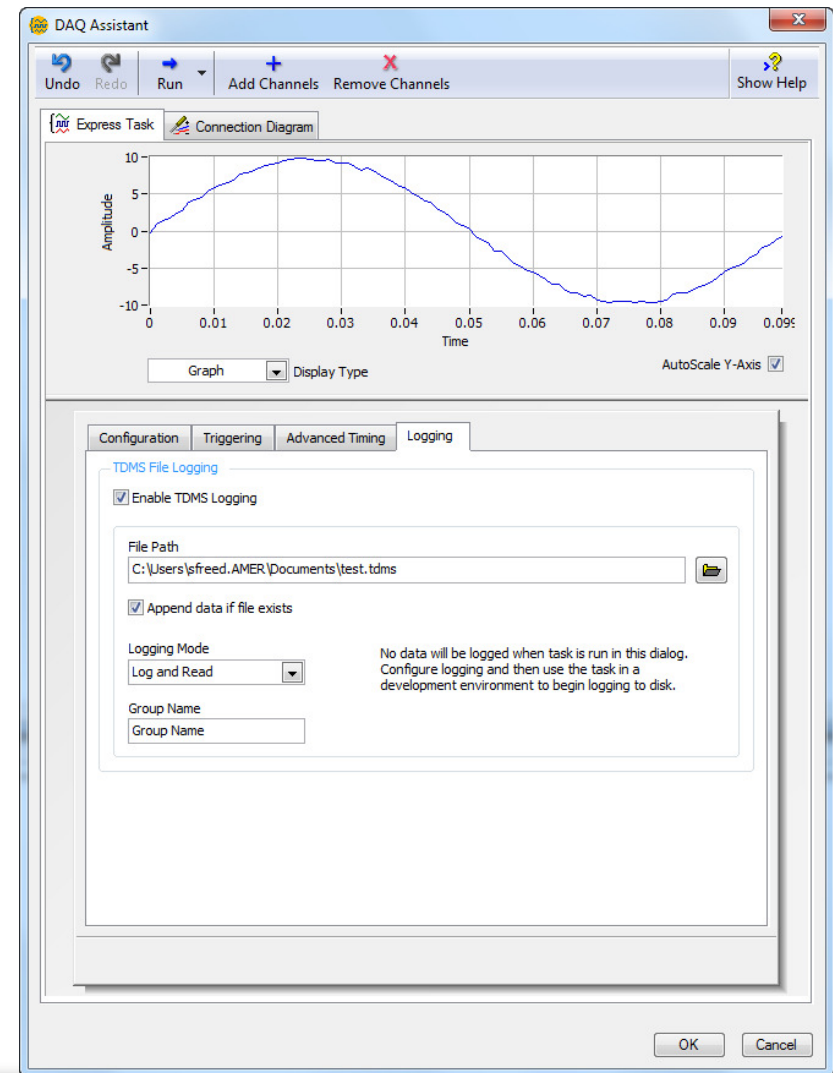 DAQ Assistant
Undo Redo Run Add Channels Remove Channels Show Help
Express Task Connection Diagram
10
5
0
-5
-10
Amplitude
0 0.01 0.02 0.03 0.04 0.05 0.06 0.07 0.08 0.09 0.099
Time
Graph Display Type AutoScale Y-Axis
Configuration Triggering Advanced Timing Logging
TDMS File Logging
Enable TDMS Logging
File Path
C:\Users\sfreed.AMER\Documents\test.tdms
Append data if file exists
Logging Mode
Log and Read
No data will be logged when task is run in this dialog.
Configure logging and then use the task in a
development environment to begin logging to disk.
Group Name
Group Name
OK Cancel